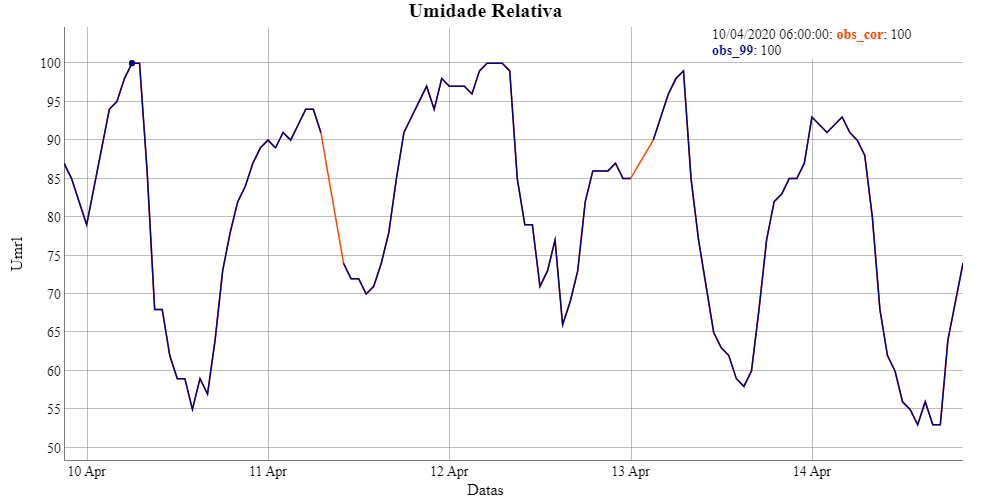 Umidade Relativa
10/04/2020 06:00:00: obs_cor: 100
obs_99: 100
100
95
90
85
80
75
70
65
60
55
50
Umrl
10 Apr
11 Apr
12 Apr
13 Apr
14 Apr
Datas